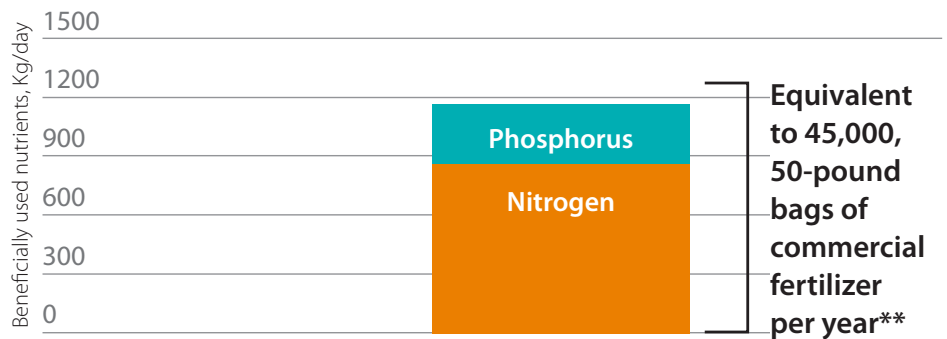 Beneficially used nutrients, Kg/day
1500
1200
900
600
300
0
Phosphorus
Nitrogen
Equivalent
to 45,000,
50-pound
bags of
commercial
fertilizer
per year**